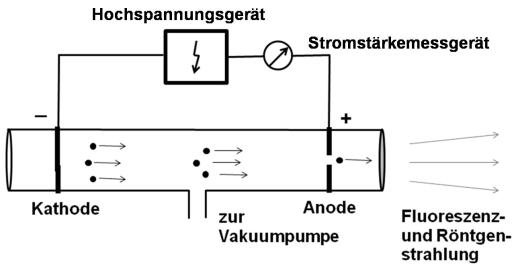 Hochspannungsgerät
Stromstärkemessgerät
–
+
Kathode
zur
Vakuumpumpe
Anode
Fluoreszenz-
und Röntgen-
strahlung